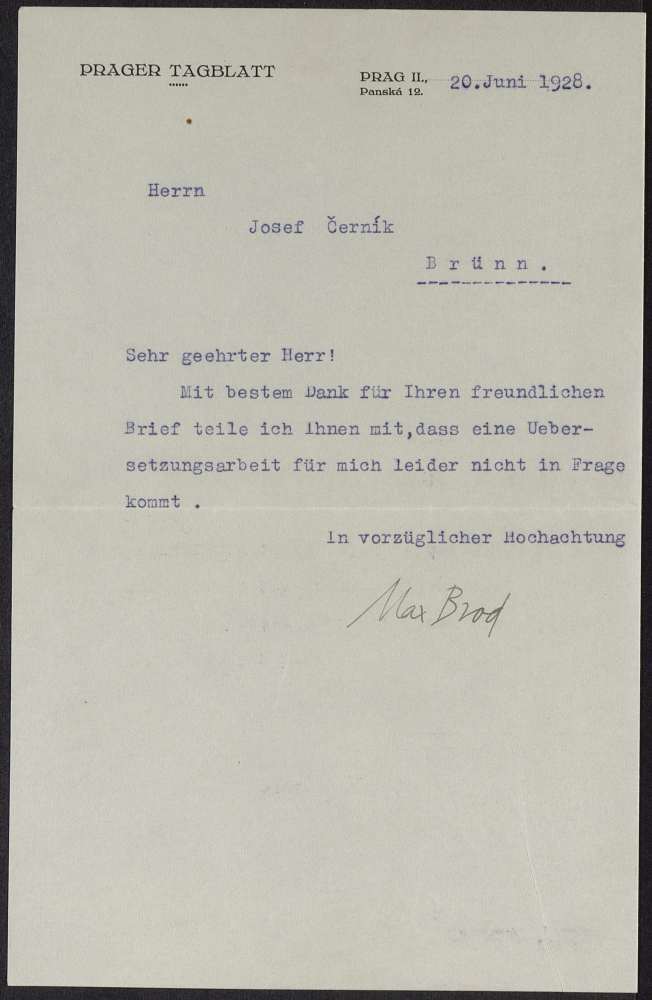 PRAGER TAGBLATT
PRAG II., 20.Juni 1928.
Panská 12.
Herrn
Josef Černík
Brünn.
Sehr geehrter Herr!
Mit bestem Dank für Ihren freundlichen
Brief teile ich Ihnen mit,dass eine Ueber-
setzungsarbeit für mich leider nicht in Frage
kommt .
In vorzüglicher Hochachtung
Max Brod